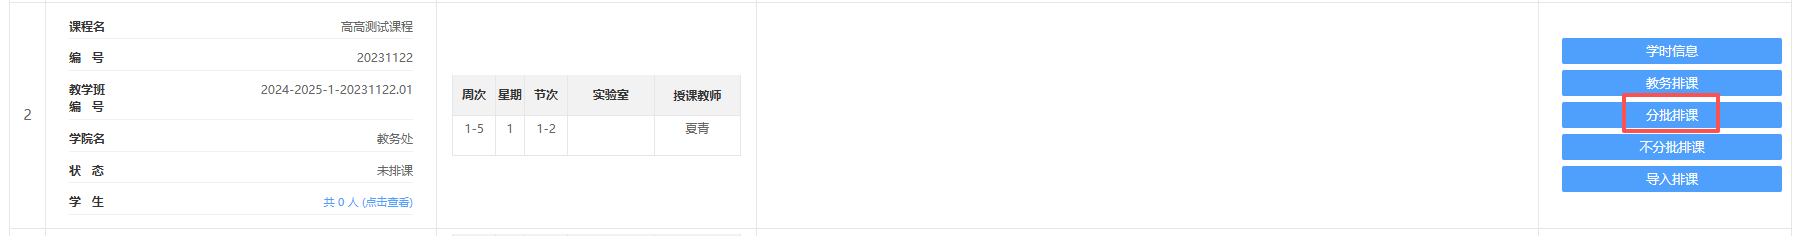 2
课程名 高高测试课程
编 号 20231122
教学班 2024-2025-1-20231122.01
编 号
学院名 教务处
状 态 未排课
学 生 共 0 人 (点击查看)
周次 星期 节次 实验室 授课教师
1-5 1 1-2 夏青
学时信息
教务排课
分批排课
不分批排课
导入排课